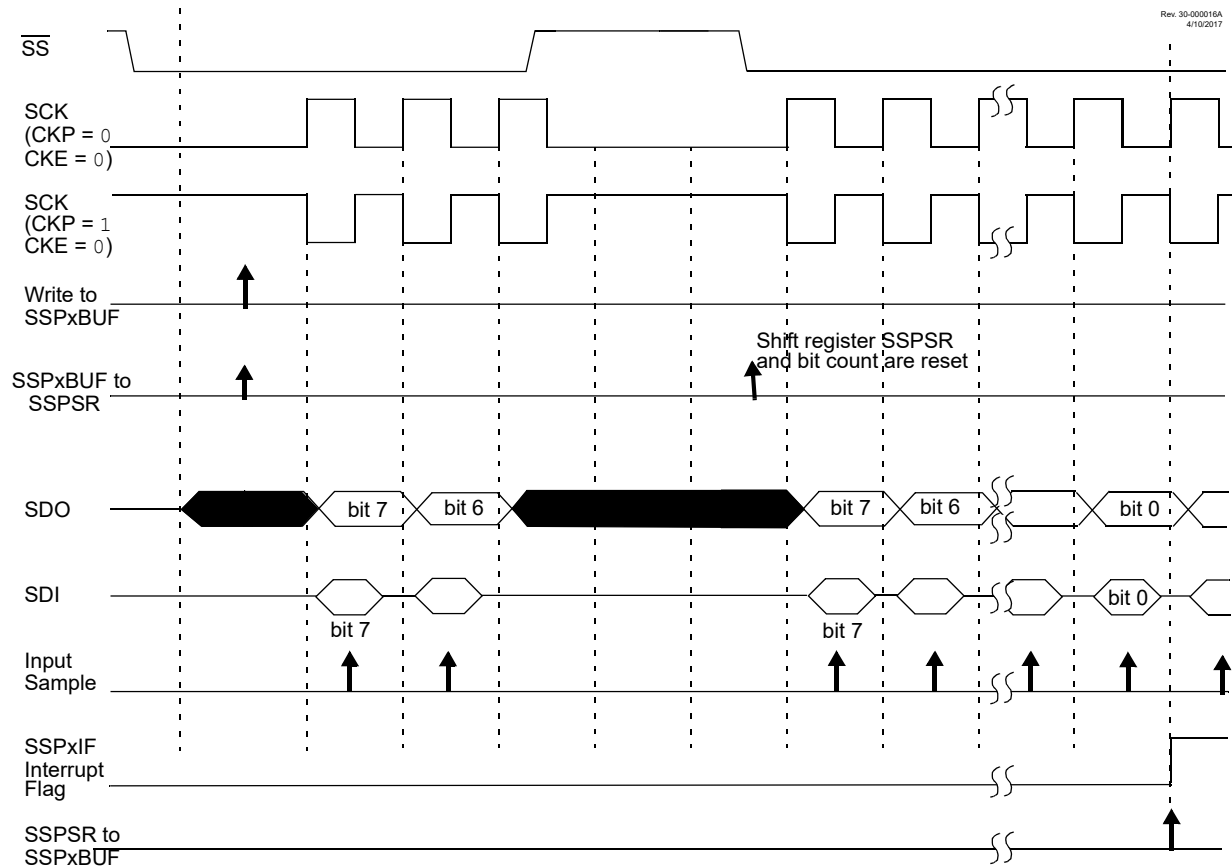 Rev. 30-000016A
4/10/2017
SS
SCK
(CKP = 0
CKE = 0)
SCK
(CKP = 1
CKE = 0)
Write to
SSPxBUF
Shift register SSPSR
and bit count are reset
SSPxBUF to
SSPSR
SDO
bit 7
bit 6
bit 7
bit 6
bit 0
SDI
bit 0
bit 7
bit 7
Input
Sample
SSPxIF
Interrupt
Flag
SSPSR to
SSPxBUF